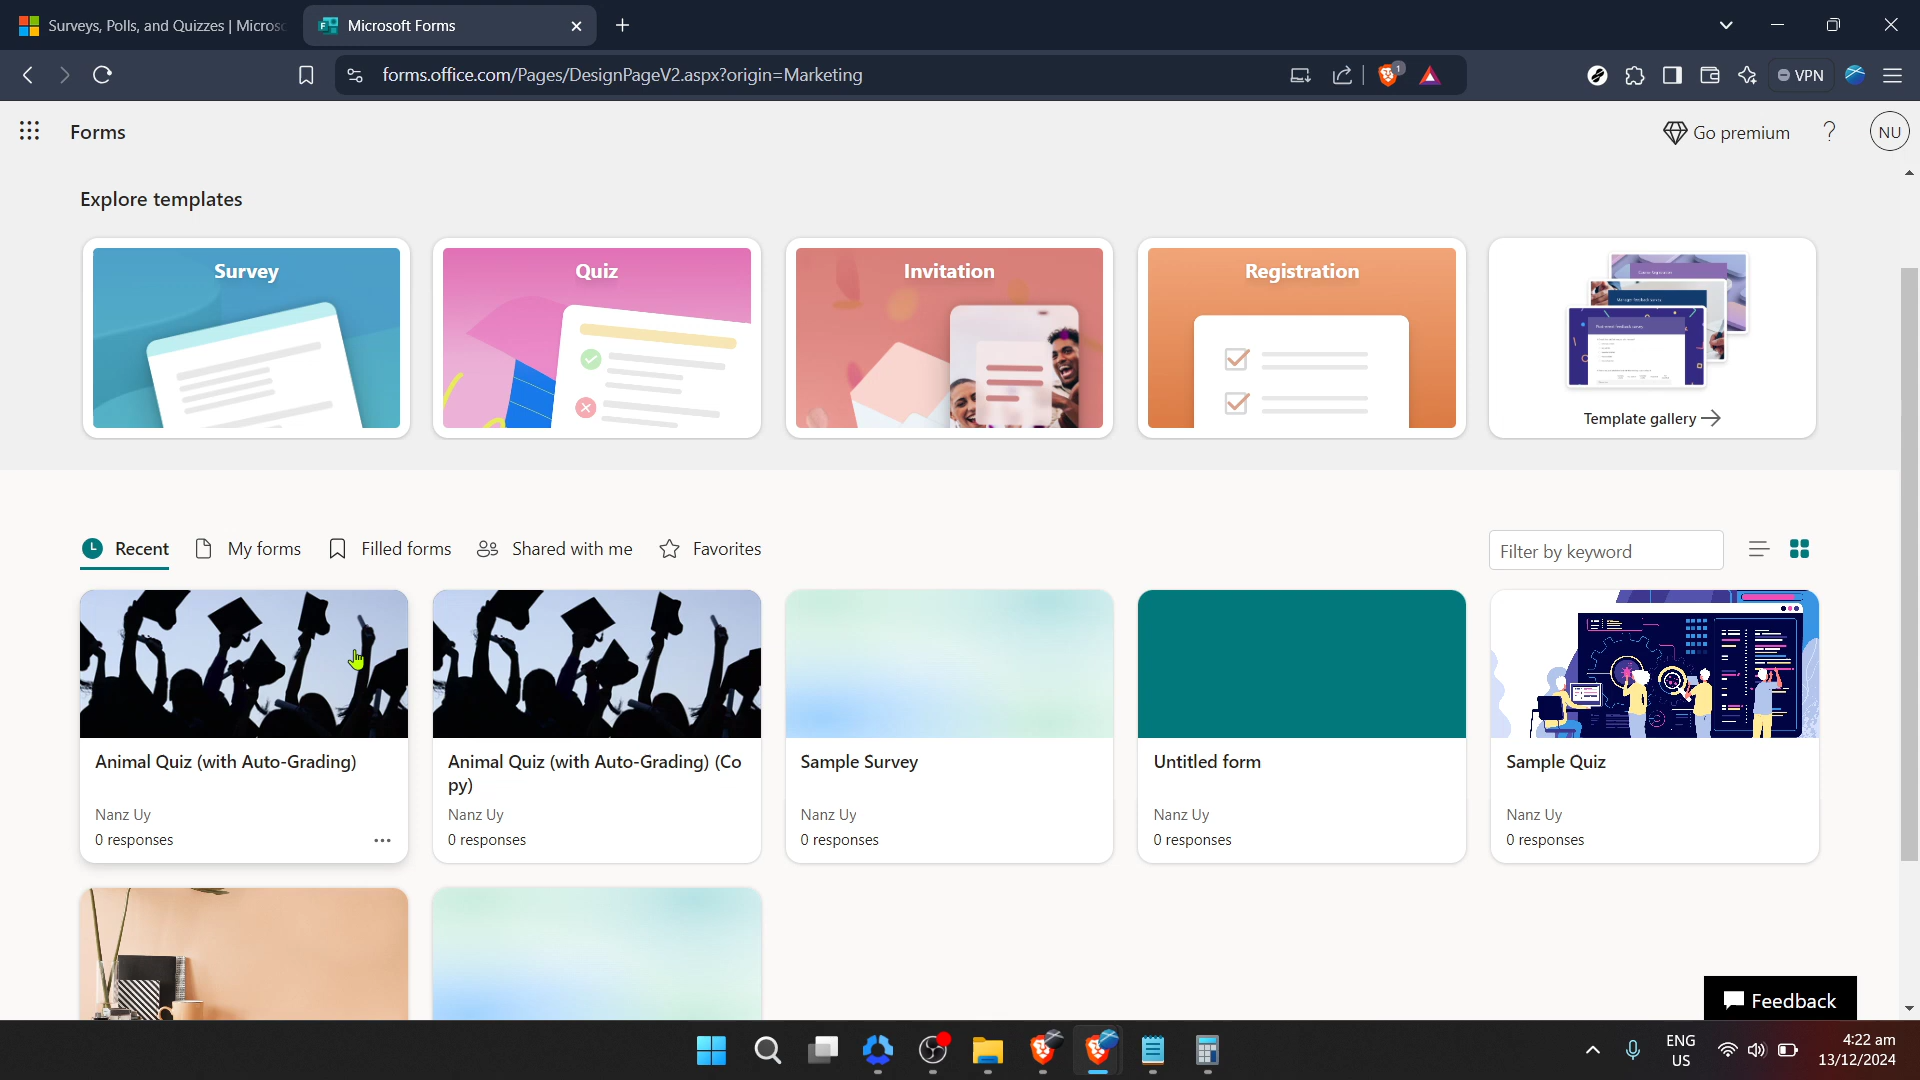 Surveys, Polls, and Quizzes | Micros
Microsoft Forms
forms.office.com/Pages/DesignPageV2.aspx?origin=Marketing
1
VPN
Forms
Go premium
?
NU
Explore templates
Survey
Quiz
Invitation
Registration
Template gallery
Recent
My forms
Filled forms
Shared with me
Favorites
Filter by keyword
Animal Quiz (with Auto-Grading)
Nanz Uy
0 responses
Animal Quiz (with Auto-Grading) (Co
py)
Nanz Uy
0 responses
Sample Survey
Nanz Uy
0 responses
Untitled form
Nanz Uy
0 responses
Sample Quiz
Nanz Uy
0 responses
Feedback
ENG
US
4:22 am
13/12/2024